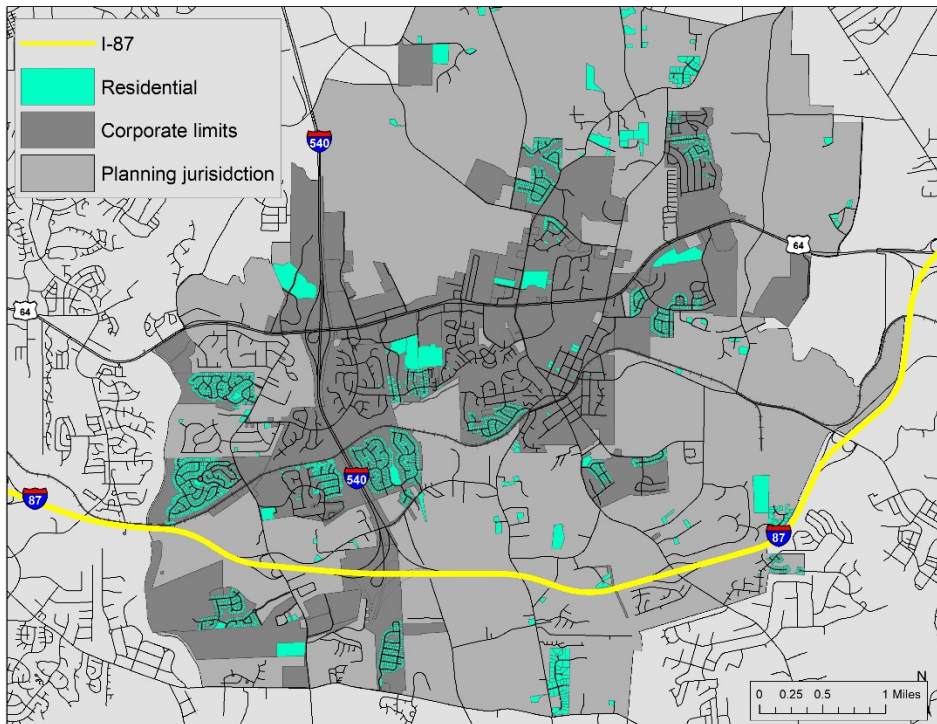 I-87
Residential
Corporate limits
Planning jurisidction
540
64
64
540
87
87
N
0 0.25 0.5 1 Miles